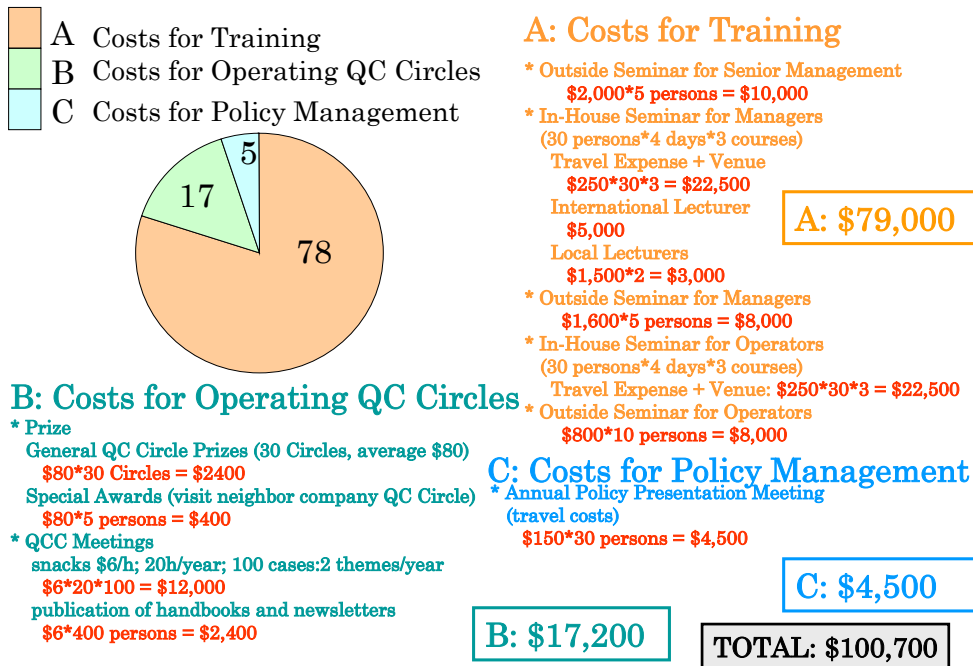 A Costs for Training
B Costs for Operating QC Circles
C Costs for Policy Management
5
17
78
A: Costs for Training
* Outside Seminar for Senior Management
$2,000*5 persons = $10,000
* In-House Seminar for Managers
(30 persons*4 days*3 courses)
Travel Expense + Venue
$250*30*3 = $22,500
International Lecturer
$5,000
Local Lecturers
$1,500*2 = $3,000
* Outside Seminar for Managers
$1,600*5 persons = $8,000
* In-House Seminar for Operators
(30 persons*4 days*3 courses)
Travel Expense + Venue: $250*30*3 = $22,500
* Outside Seminar for Operators
$800*10 persons = $8,000
A: $79,000
B: Costs for Operating QC Circles
* Prize
General QC Circle Prizes (30 Circles, average $80)
$80*30 Circles = $2400
Special Awards (visit neighbor company QC Circle)
$80*5 persons = $400
* QCC Meetings
snacks $6/h; 20h/year; 100 cases:2 themes/year
$6*20*100 = $12,000
publication of handbooks and newsletters
$6*400 persons = $2,400
B: $17,200
C: Costs for Policy Management
* Annual Policy Presentation Meeting
(travel costs)
$150*30 persons = $4,500
C: $4,500
TOTAL: $100,700